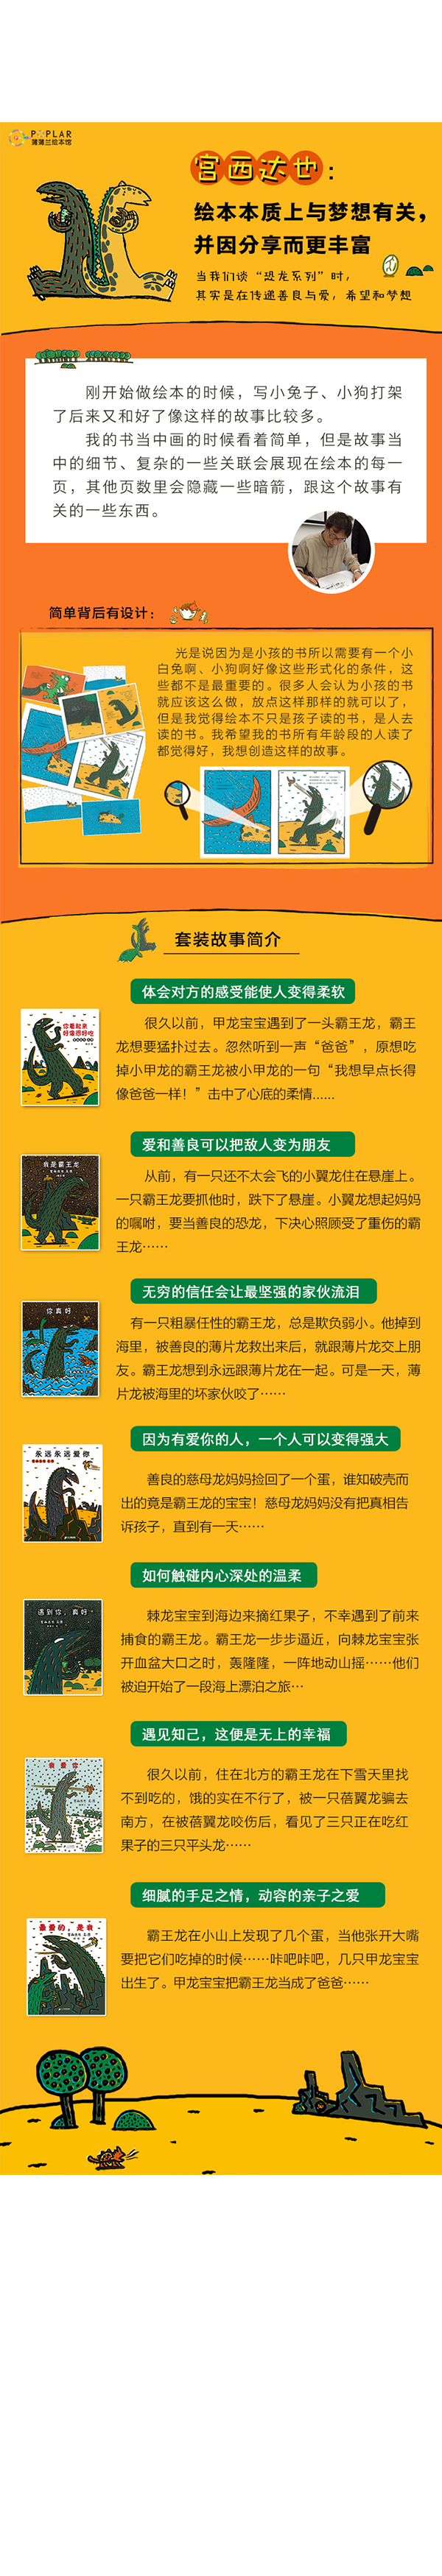 POPLAR
蒲蒲兰绘本馆
宫西达也：
绘本本质上与梦想有关，
并因分享而更丰富
当我们谈“恐龙系列”时，
其实是在传递善良与爱，希望和梦想
刚开始做绘本的时候，写小兔子、小狗打架
了后来又和好了像这样的故事比较多。
我的书当中画的时候看着简单，但是故事当
中的细节、复杂的一些关联会展现在绘本的每一
页，其他页数里会隐藏一些暗箭，跟这个故事有
关的一些东西。
简单背后有设计：
光是说因为是小孩的书所以需要有一个小
白兔啊、小狗啊好像这些形式化的条件，这
些都不是最重要的。很多人会认为小孩的书
就应该这么做，放点这样那样的就可以了，
但是我觉得绘本不只是孩子读的书，是人去
读的书。我希望我的书所有年龄段的人读了
都觉得好，我想创造这样的故事。
套装故事简介
体会对方的感受能使人变得柔软
你看起来
好像很好吃
很久以前，甲龙宝宝遇到了一头霸王龙，霸王
龙想要猛扑过去。忽然听到一声“爸爸”，原想吃
掉小甲龙的霸王龙被小甲龙的一句“我想早点长得
像爸爸一样！”击中了心底的柔情......
爱和善良可以把敌人变为朋友
我是霸王龙
从前，有一只还不太会飞的小翼龙住在悬崖上。
一只霸王龙要抓他时，跌下了悬崖。小翼龙想起妈妈
的嘱咐，要当善良的恐龙，下决心照顾受了重伤的霸
王龙……
无穷的信任会让最坚强的家伙流泪
你真好
有一只粗暴任性的霸王龙，总是欺负弱小。他掉到
海里，被善良的薄片龙救出来后，就跟薄片龙交上朋
友。霸王龙想到永远跟薄片龙在一起。可是一天，薄
片龙被海里的坏家伙咬了……
因为有爱你的人，一个人可以变得强大
永远永远爱你
善良的慈母龙妈妈捡回了一个蛋，谁知破壳而
出的竟是霸王龙的宝宝！慈母龙妈妈没有把真相告
诉孩子，直到有一天……
如何触碰内心深处的温柔
遇到你，真好
棘龙宝宝到海边来摘红果子，不幸遇到了前来
捕食的霸王龙。霸王龙一步步逼近，向棘龙宝宝张
开血盆大口之时，轰隆隆，一阵地动山摇……他们
被迫开始了一段海上漂泊之旅…
遇见知己，这便是无上的幸福
我爱你
很久以前，住在北方的霸王龙在下雪天里找
不到吃的，饿的实在不行了，被一只蓓翼龙骗去
南方，在被蓓翼龙咬伤后，看见了三只正在吃红
果子的三只平头龙……
细腻的手足之情，动容的亲子之爱
最爱的，是我
霸王龙在小山上发现了几个蛋，当他张开大嘴
要把它们吃掉的时候……咔吧咔吧，几只甲龙宝宝
出生了。甲龙宝宝把霸王龙当成了爸爸……